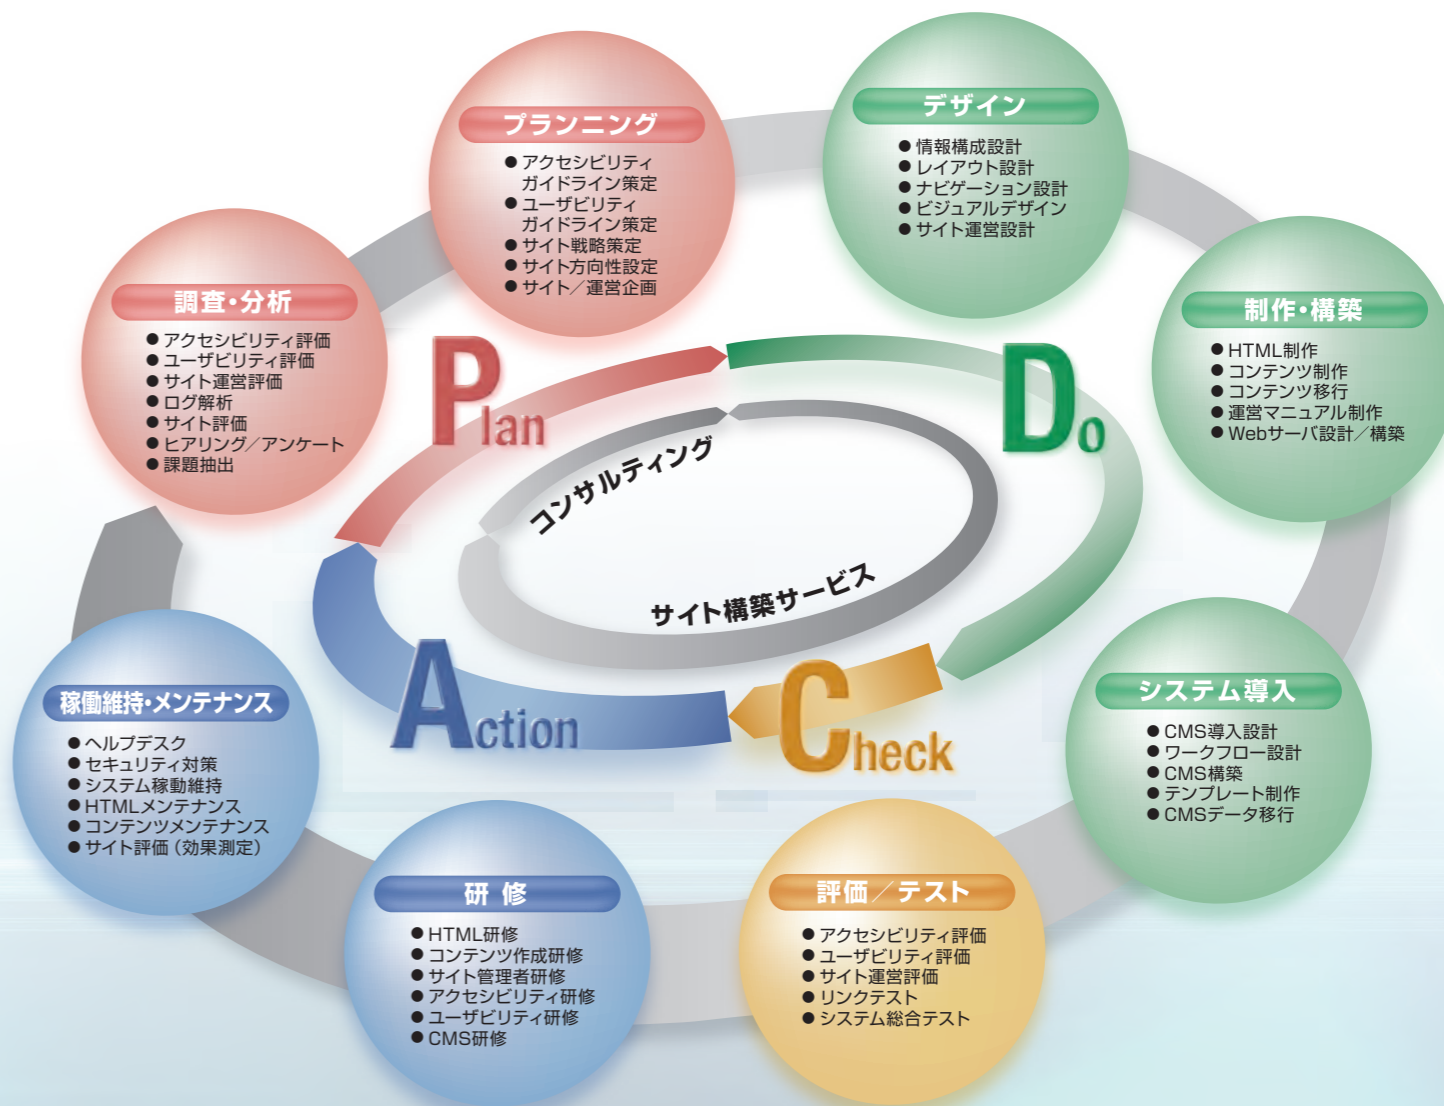 プランニング
● アクセシビリティ
ガイドライン策定
● ユーザビリティ
ガイドライン策定
● サイト戦略策定
● サイト方向性設定
● サイト／運営企画
デザイン
● 情報構成設計
● レイアウト設計
● ナビゲーション設計
● ビジュアルデザイン
● サイト運営設計
調査・分析
● アクセシビリティ評価
● ユーザビリティ評価
● サイト運営評価
● ログ解析
● サイト評価
● ヒアリング／アンケート
● 課題抽出
制作・構築
● HTML制作
● コンテンツ制作
● コンテンツ移行
● 運営マニュアル制作
● Webサーバ設計／構築
Plan
Do
コンサルティング
サイト構築サービス
Action
Check
稼働維持・メンテナンス
● ヘルプデスク
● セキュリティ対策
● システム稼働維持
● HTMLメンテナンス
● コンテンツメンテナンス
● サイト評価（効果測定）
システム導入
● CMS導入設計
● ワークフロー設計
● CMS構築
● テンプレート制作
● CMSデータ移行
研 修
● HTML研修
● コンテンツ作成研修
● サイト管理者研修
● アクセシビリティ研修
● ユーザビリティ研修
● CMS研修
評価／テスト
● アクセシビリティ評価
● ユーザビリティ評価
● サイト運営評価
● リンクテスト
● システム総合テスト